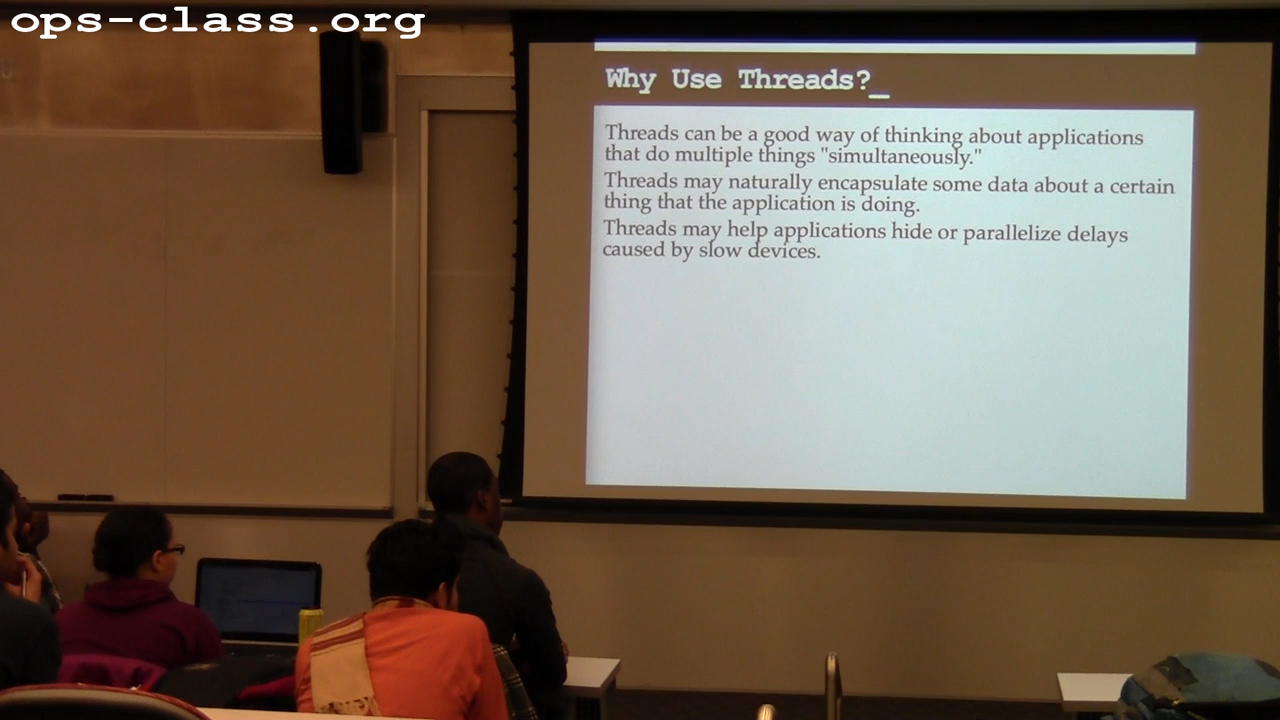 ops-class.org
Why Use Threads?_
Threads can be a good way of thinking about applications
that do multiple things "simultaneously."
Threads may naturally encapsulate some data about a certain
thing that the application is doing.
Threads may help applications hide or parallelize delays
caused by slow devices.